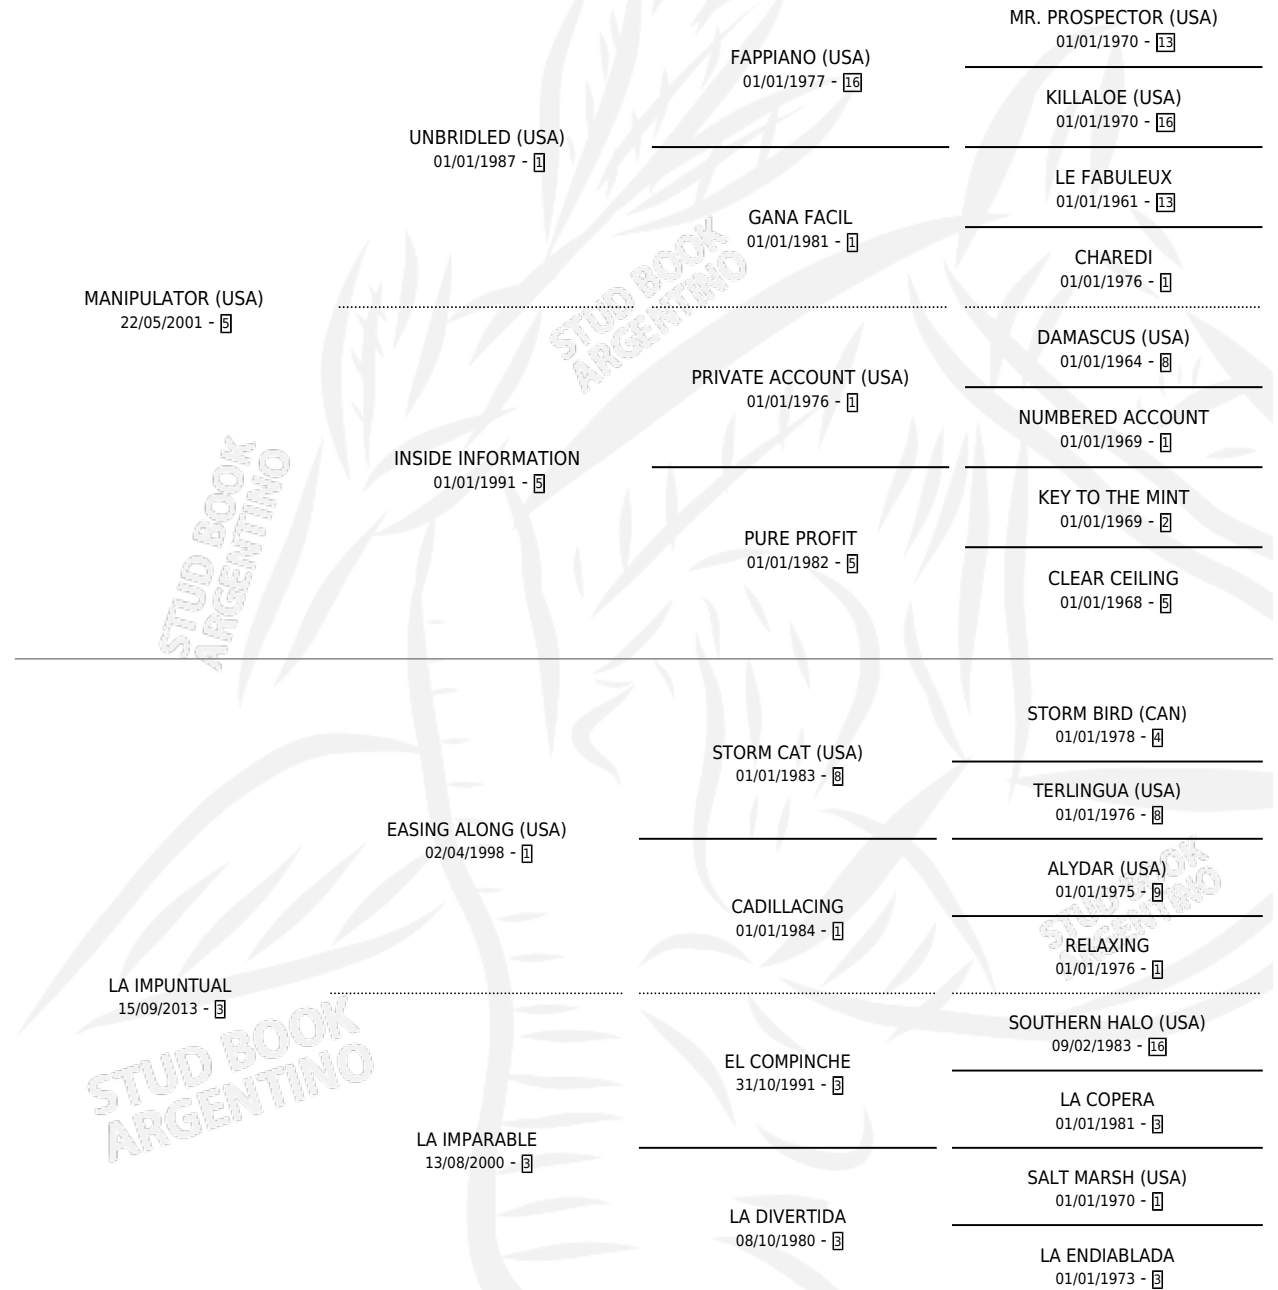 MR. PROSPECTOR (USA)
01/01/1970 - 13
FAPPIANO (USA)
01/01/1977 - 16
KILLALOE (USA)
01/01/1970 - 16
UNBRIDLED (USA)
01/01/1987 - 1
LE FABULEUX
01/01/1961 - 13
GANA FACIL
01/01/1981 - 1
CHAREDI
01/01/1976 - 1
MANIPULATOR (USA)
22/05/2001 - 5
STUD BOOK
ARGENTINO
DAMASCUS (USA)
01/01/1964 - 8
PRIVATE ACCOUNT (USA)
01/01/1976 - 1
NUMBERED ACCOUNT
01/01/1969 - 1
INSIDE INFORMATION
01/01/1991 - 5
KEY TO THE MINT
01/01/1969 - 2
PURE PROFIT
01/01/1982 - 5
CLEAR CEILING
01/01/1968 - 5
STUD BOOK
ARGENTINO
STORM BIRD (CAN)
01/01/1978 - 4
STORM CAT (USA)
01/01/1983 - 8
TERLINGUA (USA)
01/01/1976 - 8
EASING ALONG (USA)
02/04/1998 - 1
ALYDAR (USA)
01/01/1975 - 9
CADILLACING
01/01/1984 - 1
RELAXING
01/01/1976 - 1
STUD BOOK
ARGENTINO
LA IMPUNTUAL
15/09/2013 - 3
SOUTHERN HALO (USA)
09/02/1983 - 16
EL COMPINCHE
31/10/1991 - 3
LA COPERA
01/01/1981 - 3
STUD BOOK
ARGENTINO
LA IMPARABLE
13/08/2000 - 3
SALT MARSH (USA)
01/01/1970 - 1
LA DIVERTIDA
08/10/1980 - 3
LA ENDIABLADA
01/01/1973 - 3